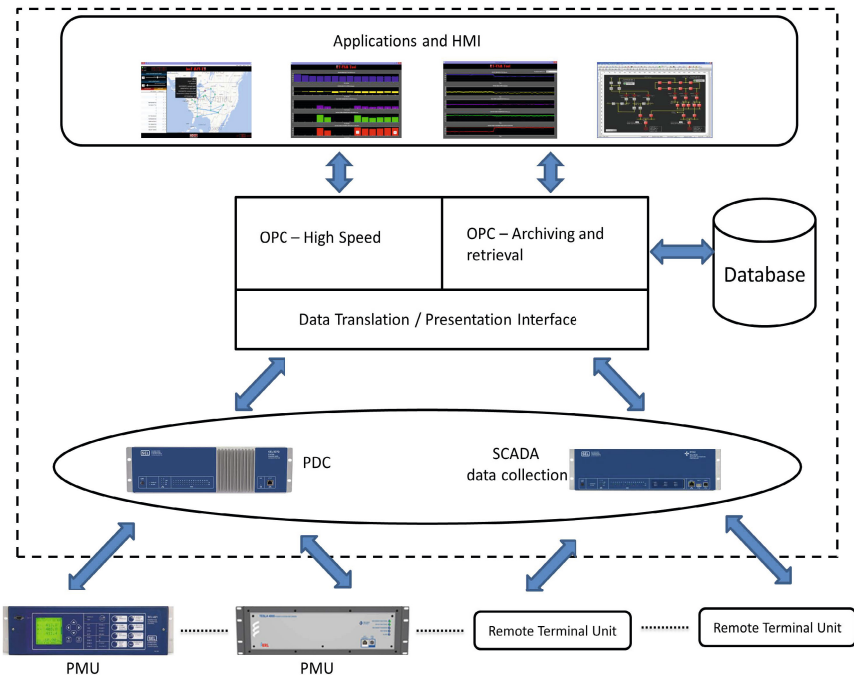 Applications and HMI
OPC – High Speed
OPC – Archiving and
retrieval
Database
Data Translation / Presentation Interface
PDC
SCADA
data collection
Remote Terminal Unit
Remote Terminal Unit
PMU
PMU